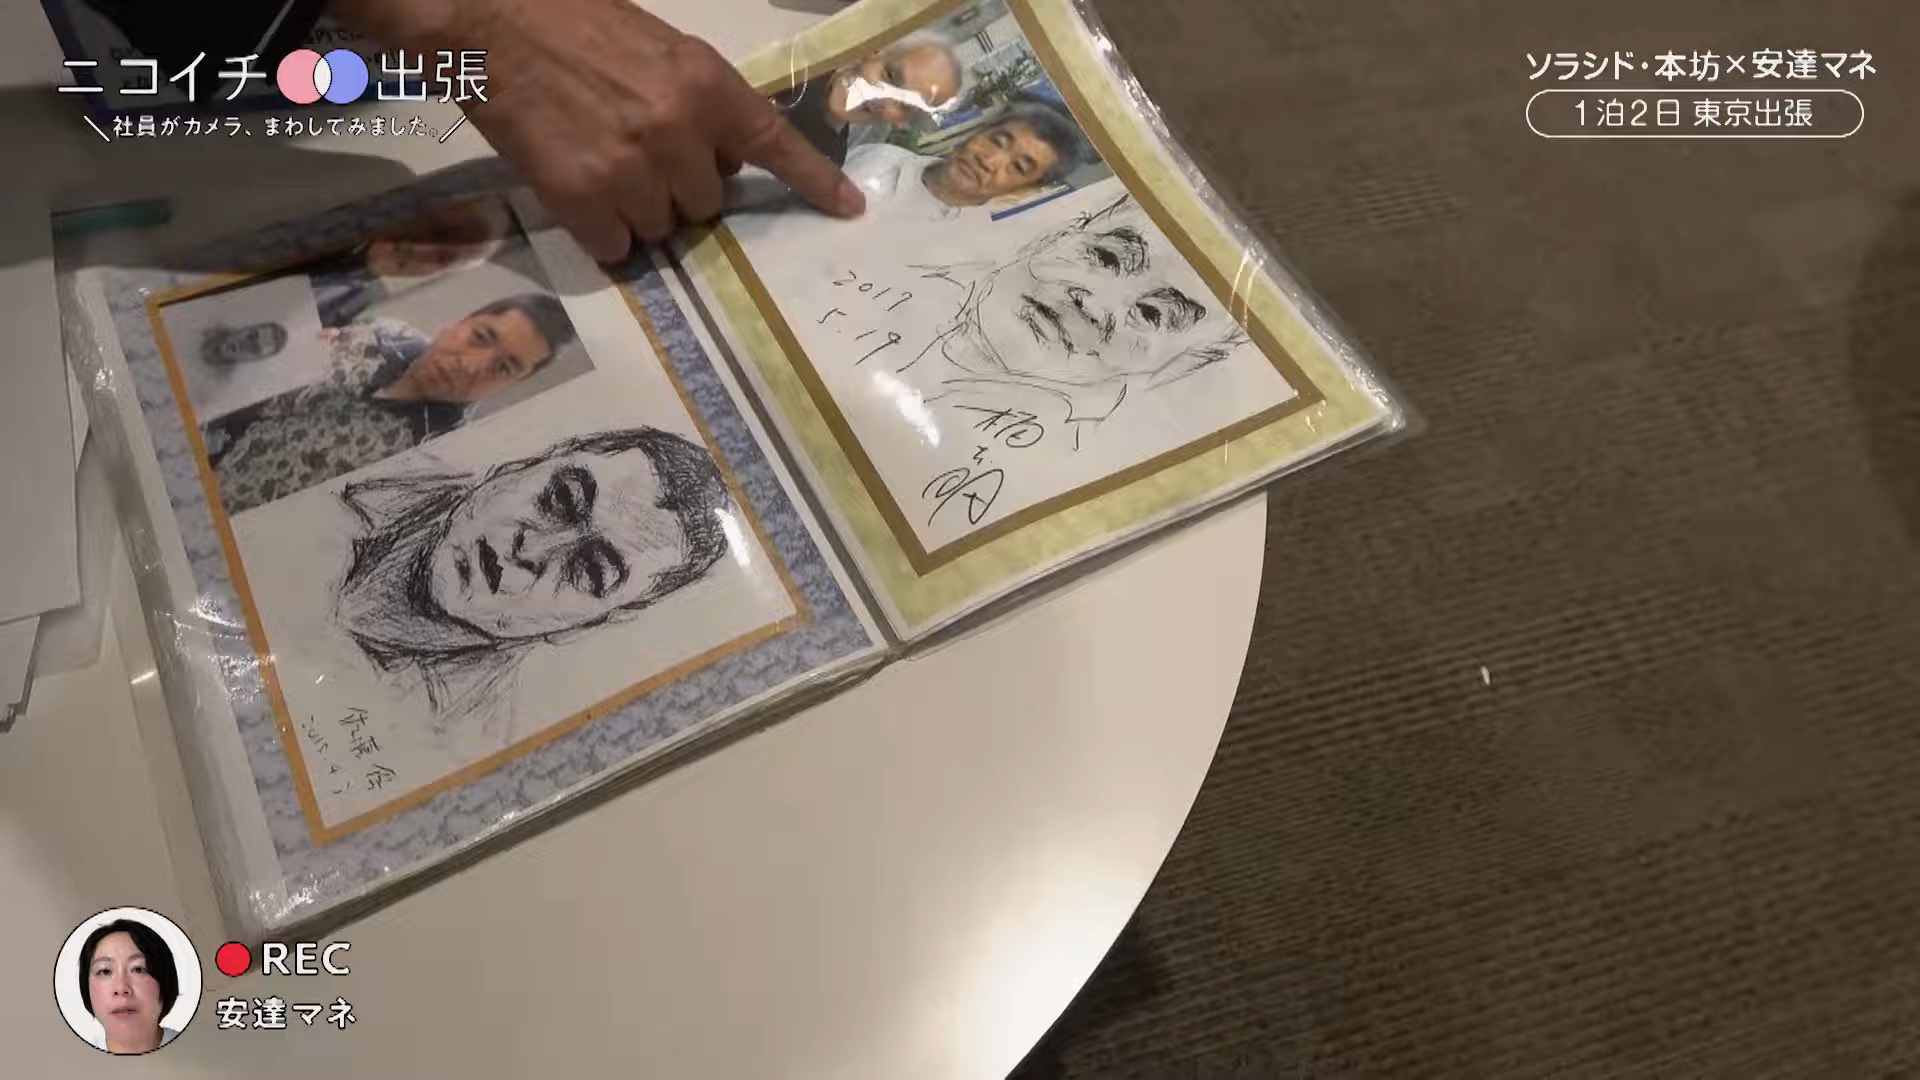 ニコイチ出張
＼社員がカメラ、まわしてみました。／
ソラシド・本坊×安達マネ
1泊2日 東京出張
2017
5.19
REC
安達マネ